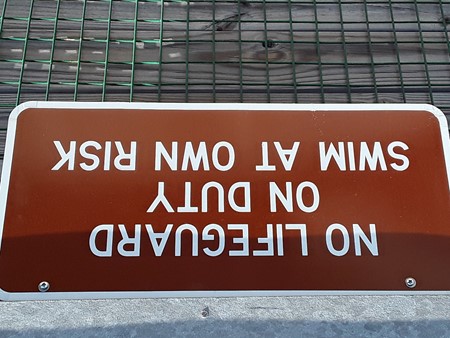 NO LIFEGUARD
ON DUTY
SWIM AT OWN RISK